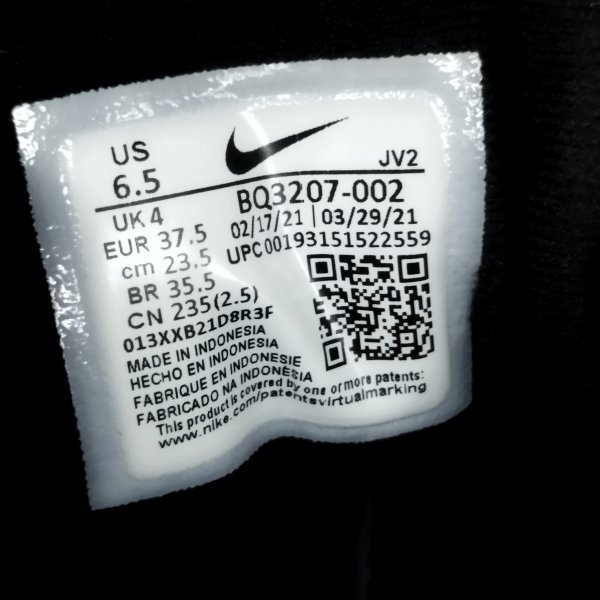 US
6.5
JV2
BQ3207-002
UK 4
02/17/21 | 03/29/21
EUR 37.5
UPC 00193151522559
cm 23.5
BR 35.5
CN 235(2.5)
013XXB21D8R3F
MADE IN INDONESIA
HECHO EN INDONESIA
FABRIQUE EN INDONESIE
FABRICADO NA INDONÈSIA
This product is covered by one or more patents:
www.nike.com/patentsvirtualmarking